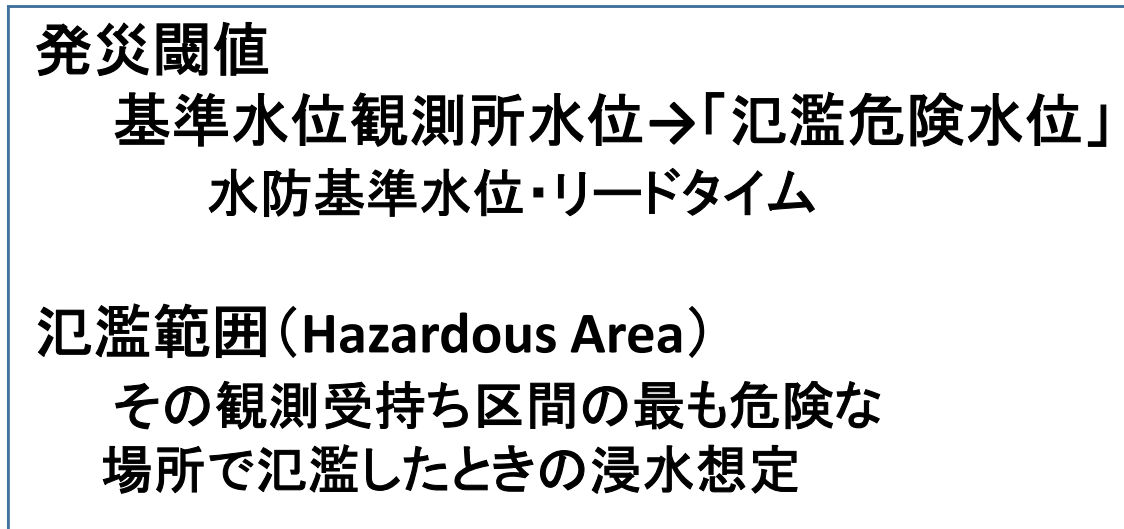 発災閾値
基準水位観測所水位→「氾濫危険水位」
水防基準水位・リードタイム
氾濫範囲（Hazardous Area）
その観測受持ち区間の最も危険な
場所で氾濫したときの浸水想定